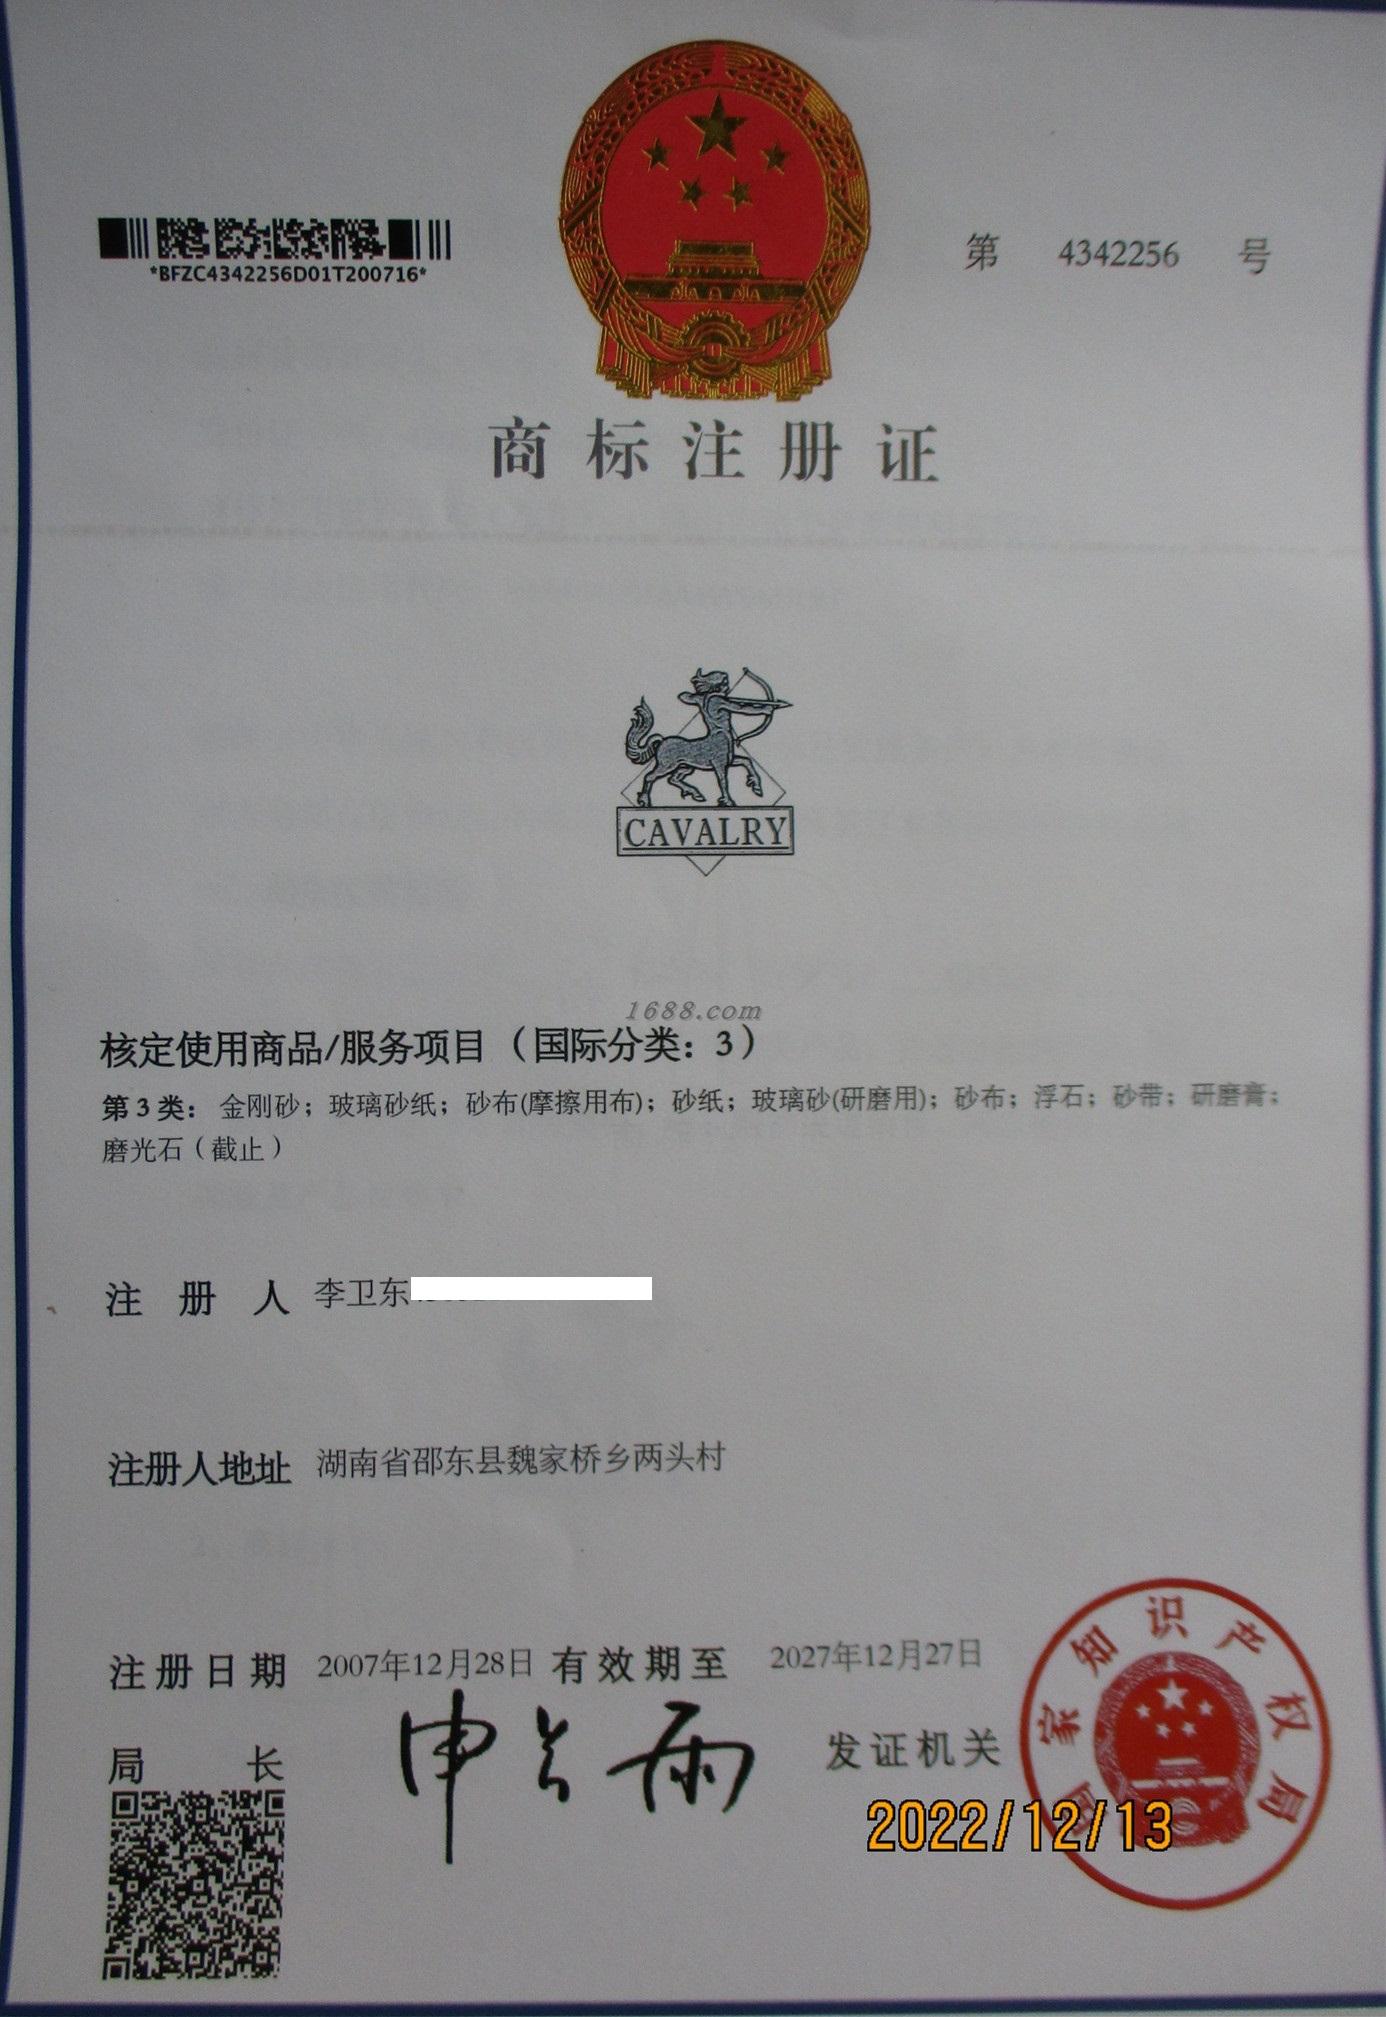 *BFZC4342256D01T200716*
第 4342256 号
商标注册证
CAVALRY
1688.com
核定使用商品/服务项目（国际分类：3）
第3类：金刚砂；玻璃砂纸；砂布(摩擦用布)；砂纸；玻璃砂(研磨用)；砂布；浮石；砂带；研磨膏；
磨光石（截止）
注册人 李卫东
注册人地址 湖南省邵东县魏家桥乡两头村
注册日期 2007年12月28日 有效期至 2027年12月27日
局长 申长雨 发证机关
国家知识产权局
2022/12/13